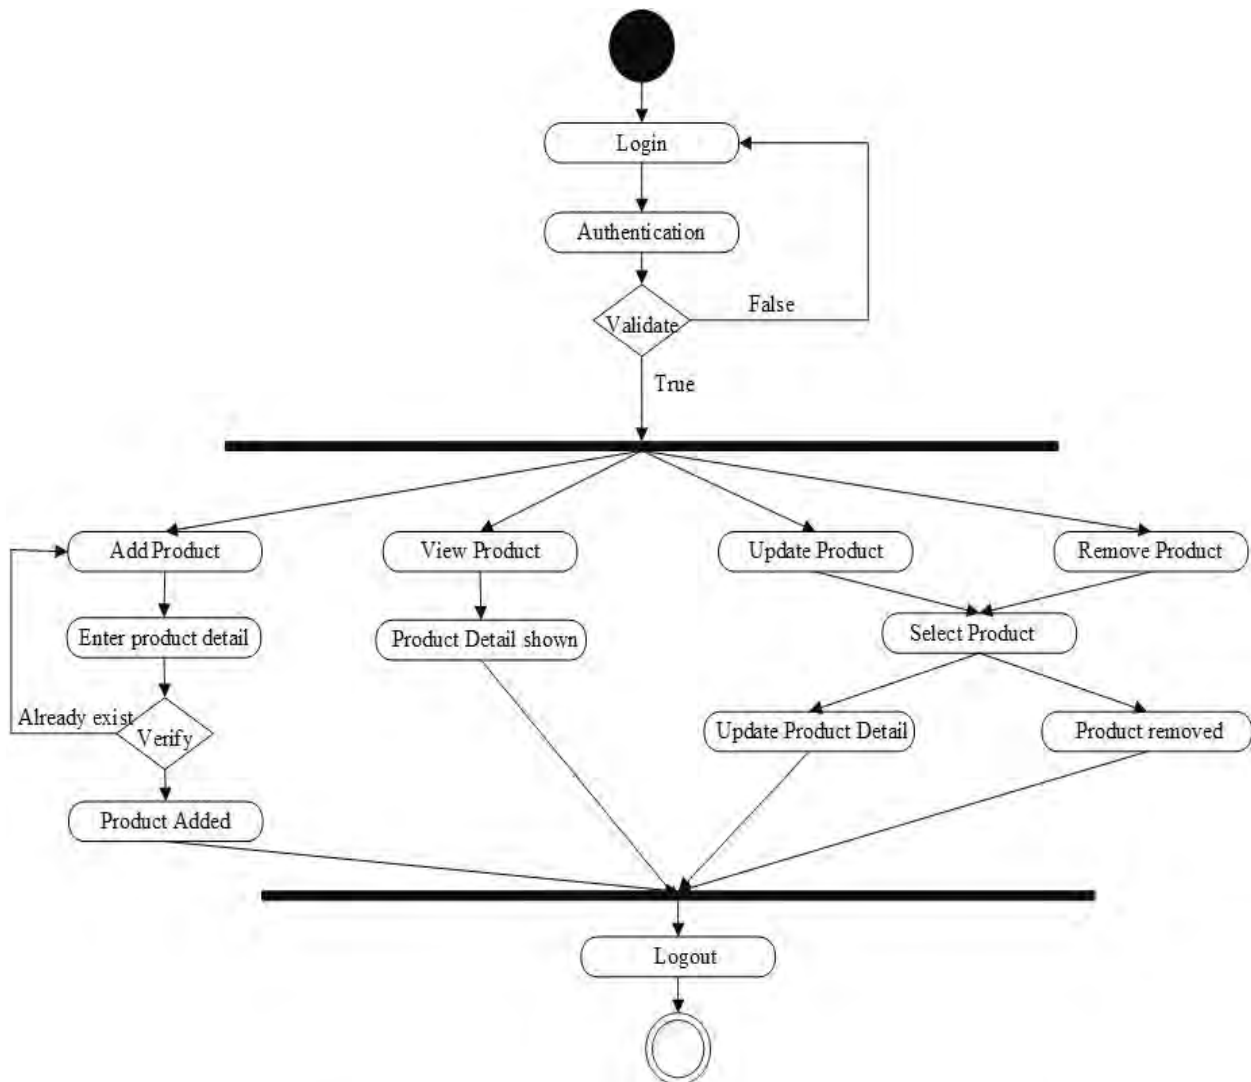 Login
Authentication
False
Validate
True
Add Product
View Product
Update Product
Remove Product
Enter product detail
Product Detail shown
Select Product
Already exist
Verify
Update Product Detail
Product removed
Product Added
Logout